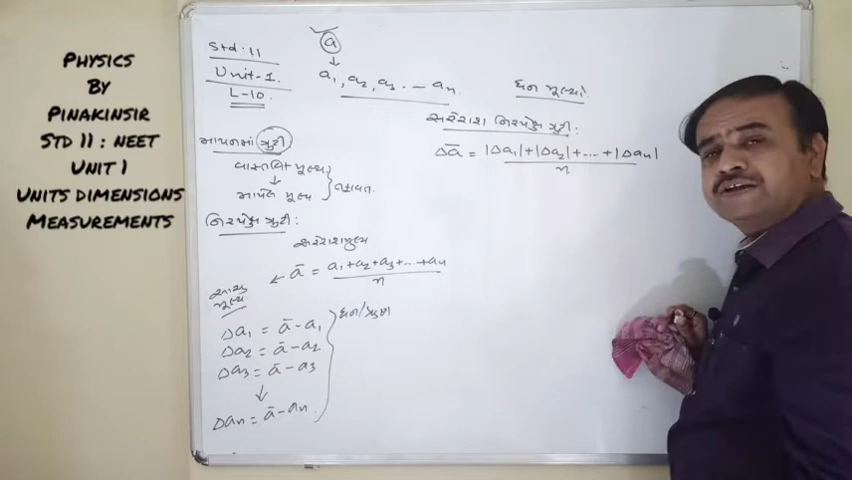 PHYSICS
BY
PINAKINSIR
STD 11 : NEET
UNIT 1
UNITS DIMENSIONS
MEASUREMENTS
Std : 11
Unit-1.
L-10.
a
↓
a₁, a₂, a₃ .... aₙ.
માપનમાં ત્રુટી
વાસ્તવિક મૂલ્ય
↓
માપેલ મૂલ્ય } તફાવત.
નિરપેક્ષ ત્રુટી :
સરેરાશ મુલ્ય
← ā = a₁+a₂+a₃+...+aₙ / n
મૂલ્ય
Δa₁ = ā - a₁
Δa₂ = ā - a₂
Δa₃ = ā - a₃
↓
Δaₙ = ā - aₙ
ધન/ઋણ
ધન મૂલ્યો
સરેરાશ નિરપેક્ષ ત્રુટી :
Δā = |Δa₁|+|Δa₂|+....+|Δaₙ| / n